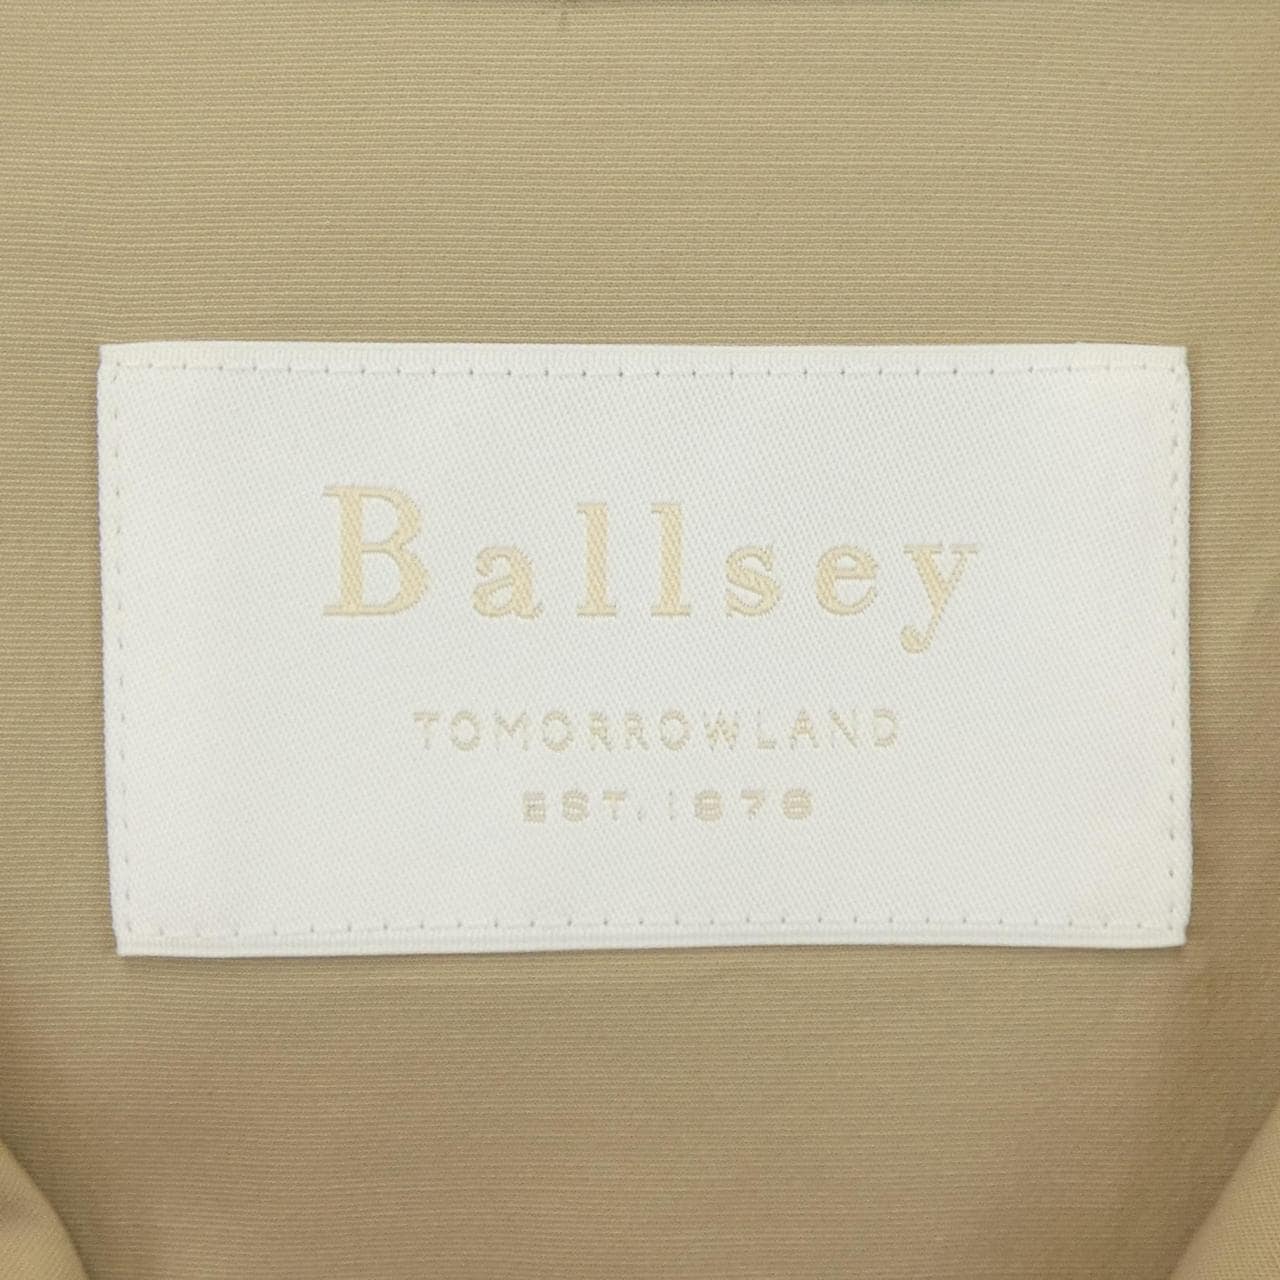 Ballsey
TOMORROWLAND
EST. 1978